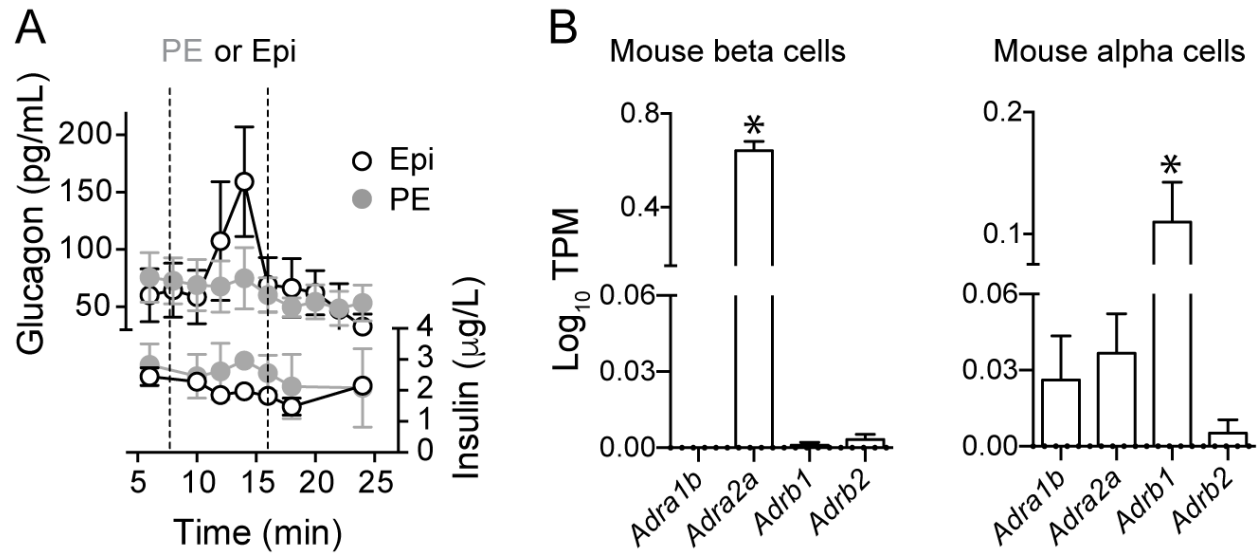 A
PE or Epi
Glucagon (pg/mL)
200
150
100
50
Epi
PE
4
3
2
1
0
Insulin (μg/L)
5 10 15 20 25
Time (min)
B
Mouse beta cells
Log10 TPM
0.8
*
0.4
0.06
0.03
0.00
Adra1b Adra2a Adrb1 Adrb2
Mouse alpha cells
0.2
*
0.1
0.06
0.03
0.00
Adra1b Adra2a Adrb1 Adrb2